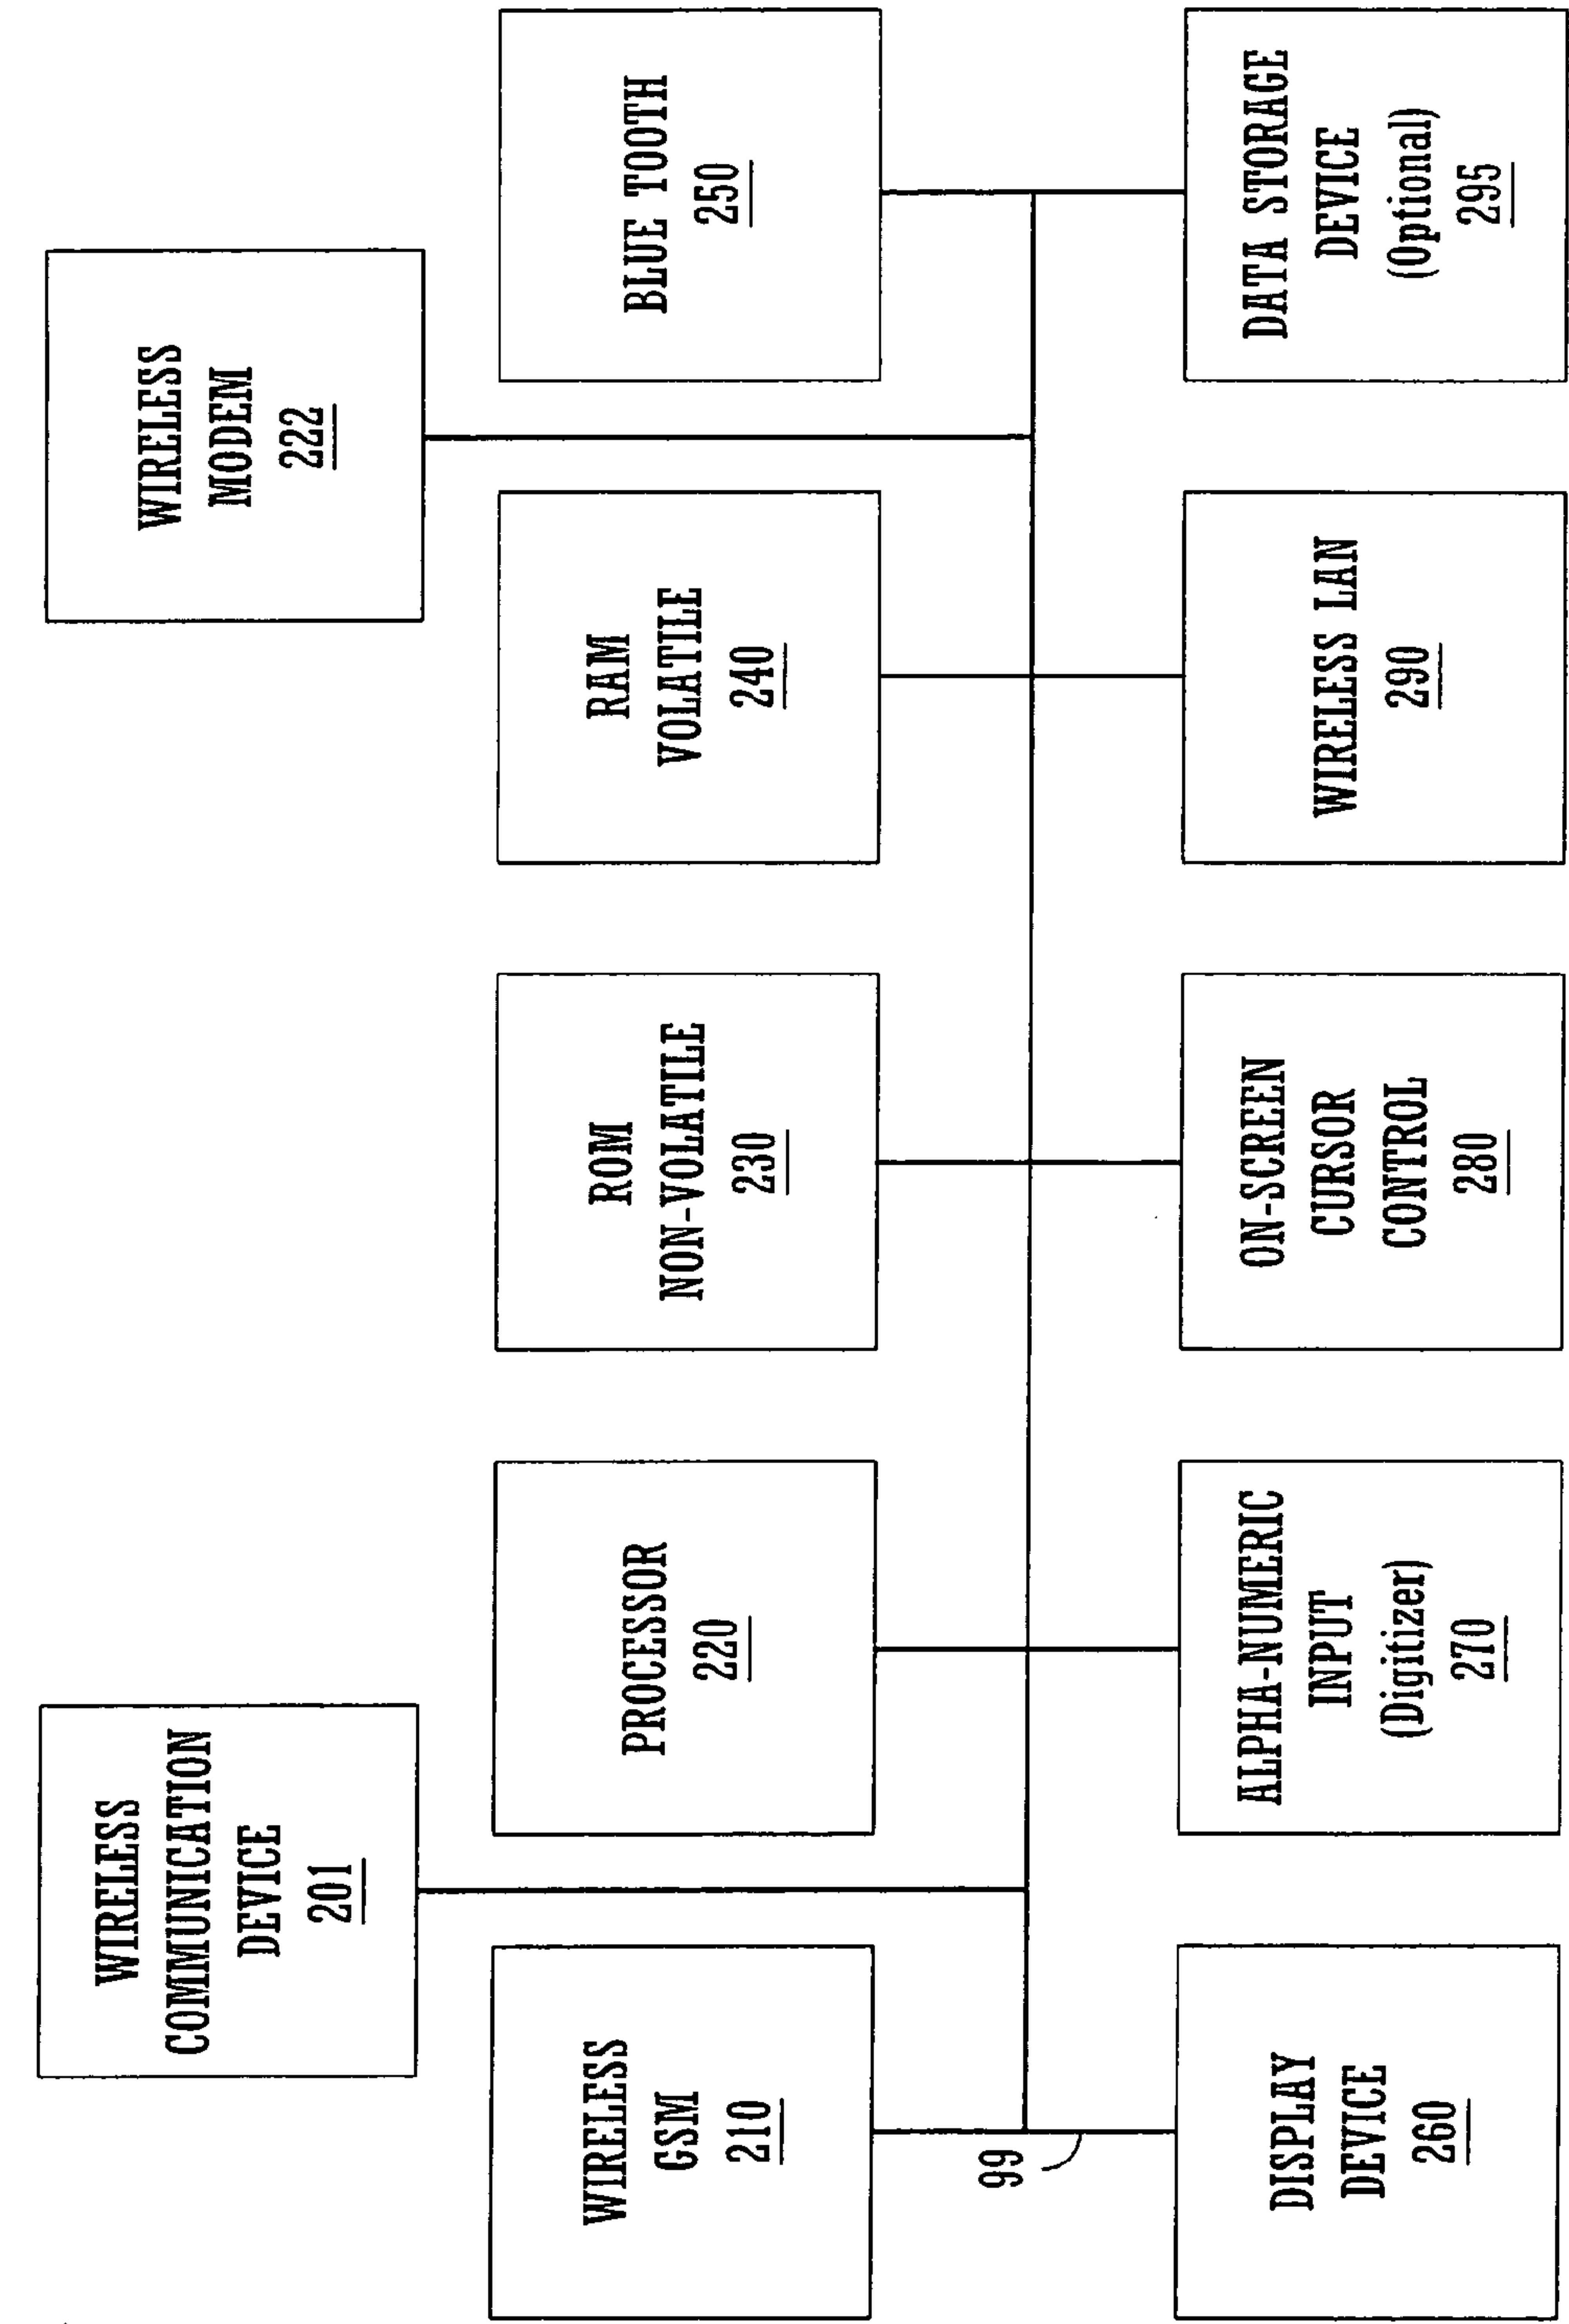 WIRELESS
COMMUNICATION
DEVICE
201
WIRELESS
MODEM
222
WIRELESS
GSM
210
PROCESSOR
220
ROM
NON-VOLATILE
230
RAM
VOLATILE
240
BLUE TOOTH
250
99
DISPLAY
DEVICE
260
ALPHA-NUMERIC
INPUT
(Digitizer)
270
ON-SCREEN
CURSOR
CONTROL
280
WIRELESS LAN
290
DATA STORAGE
DEVICE
(Optional)
295